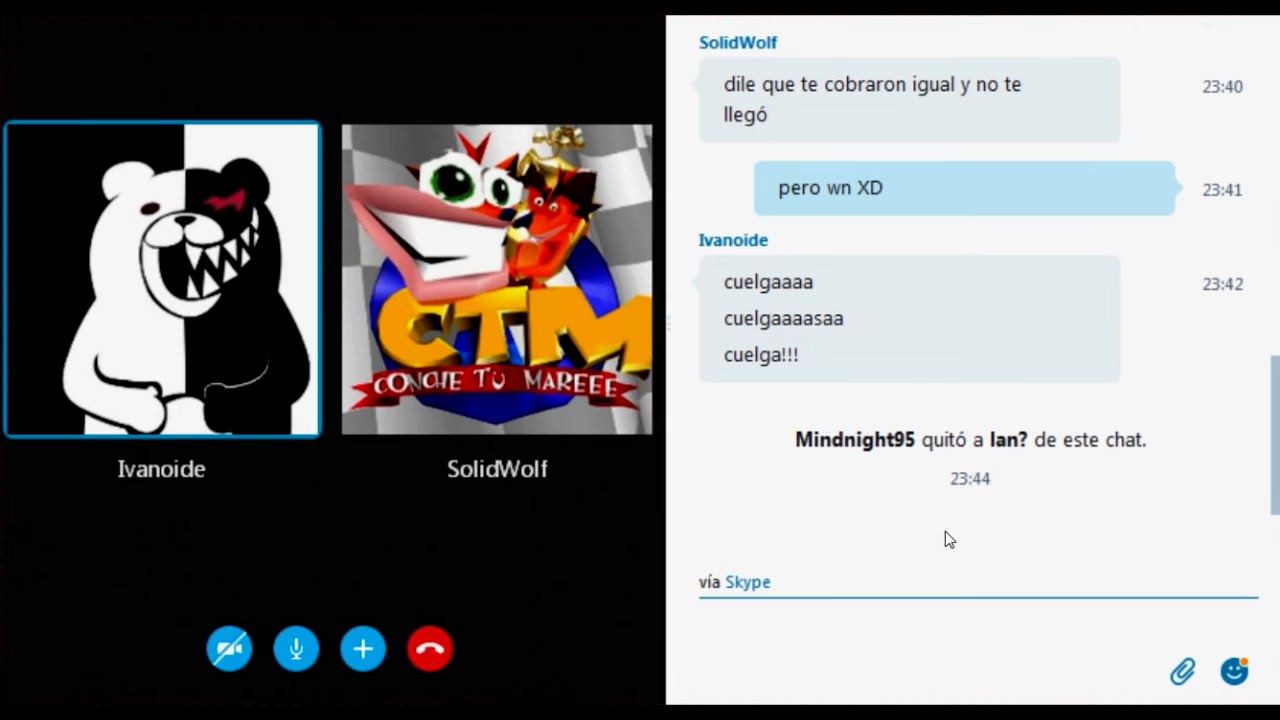 SolidWolf
dile que te cobraron igual y no te
llegó
23:40
pero wn XD
23:41
Ivanoide
cuelgaaaa
cuelgaaaasaa
cuelga!!!
23:42
Mindnight95 quitó a Ian? de este chat.
23:44
vía Skype
CTM
CONCHE TU MAREEE
Ivanoide
SolidWolf